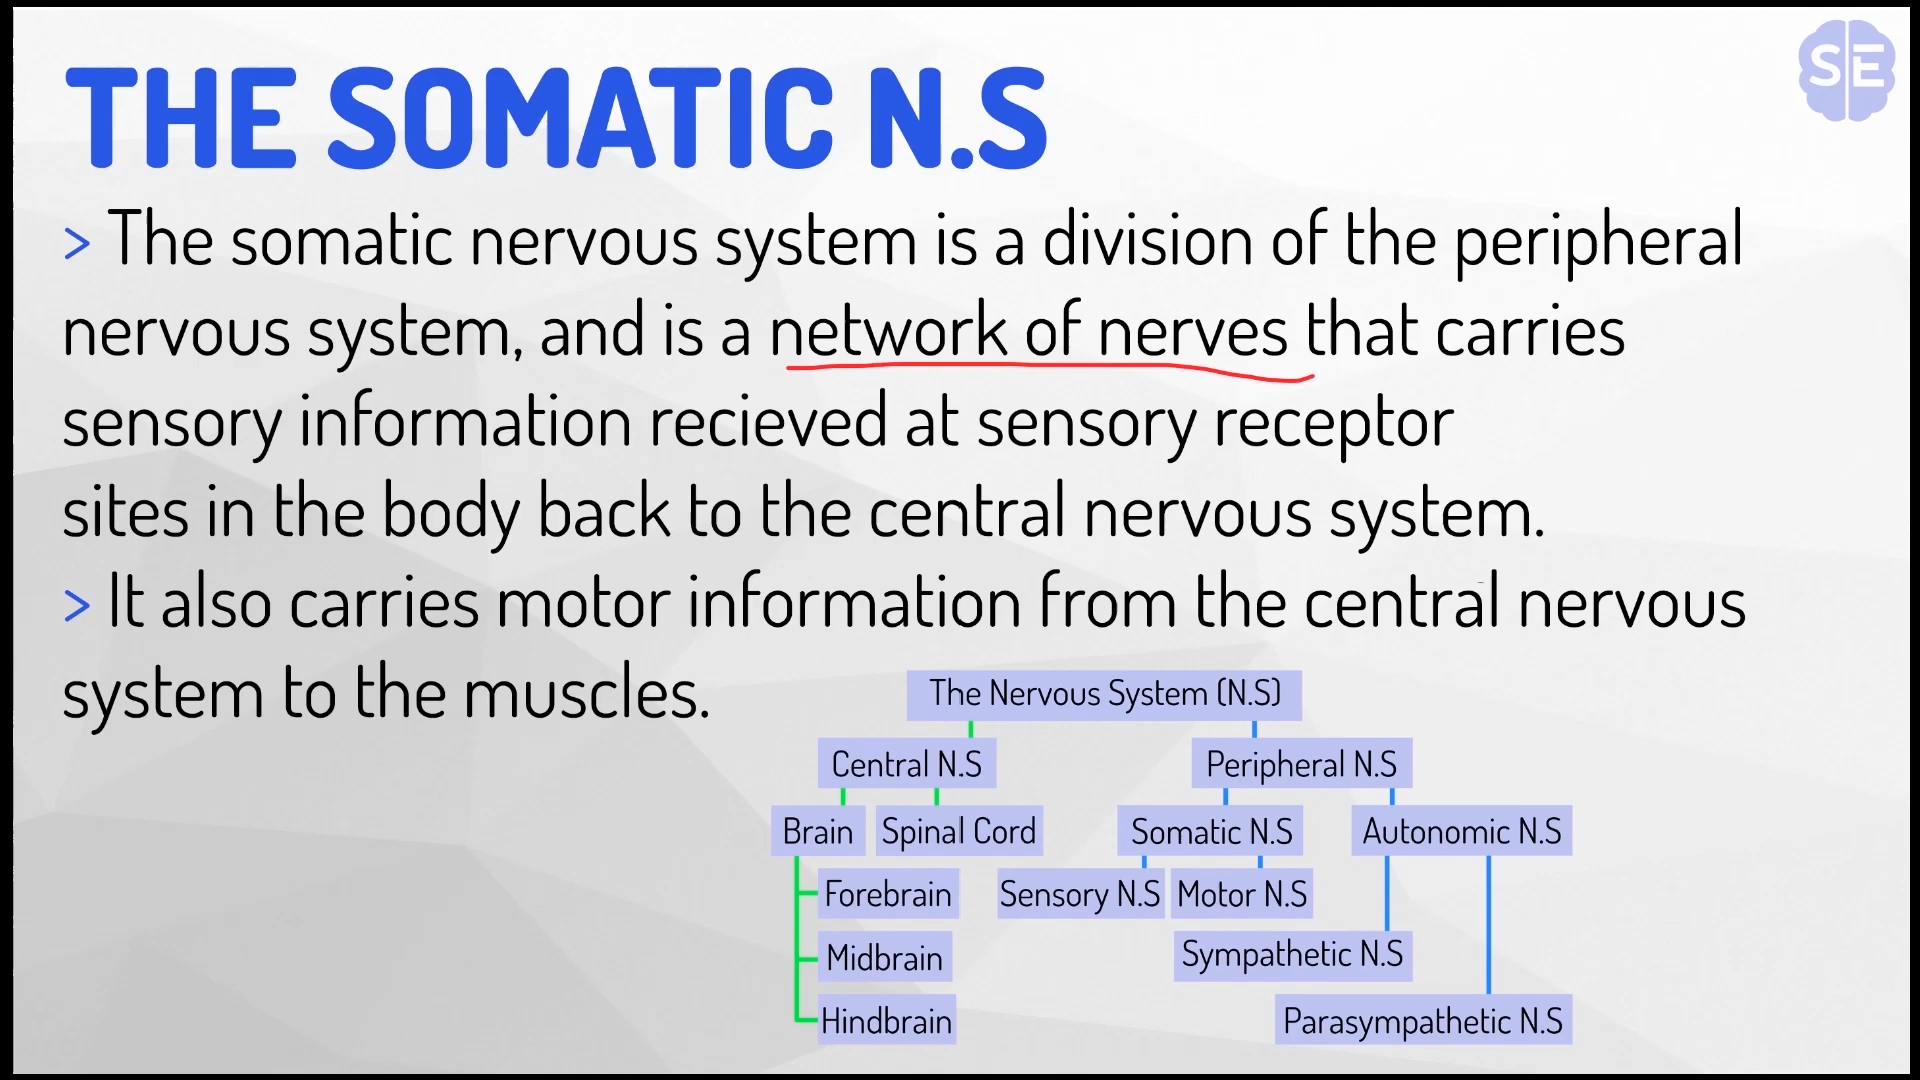 SE
THE SOMATIC N.S
> The somatic nervous system is a division of the peripheral
nervous system, and is a network of nerves that carries
sensory information recieved at sensory receptor
sites in the body back to the central nervous system.
> It also carries motor information from the central nervous
system to the muscles.
The Nervous System (N.S)
Central N.S
Peripheral N.S
Brain
Spinal Cord
Somatic N.S
Autonomic N.S
Forebrain
Sensory N.S
Motor N.S
Midbrain
Sympathetic N.S
Hindbrain
Parasympathetic N.S